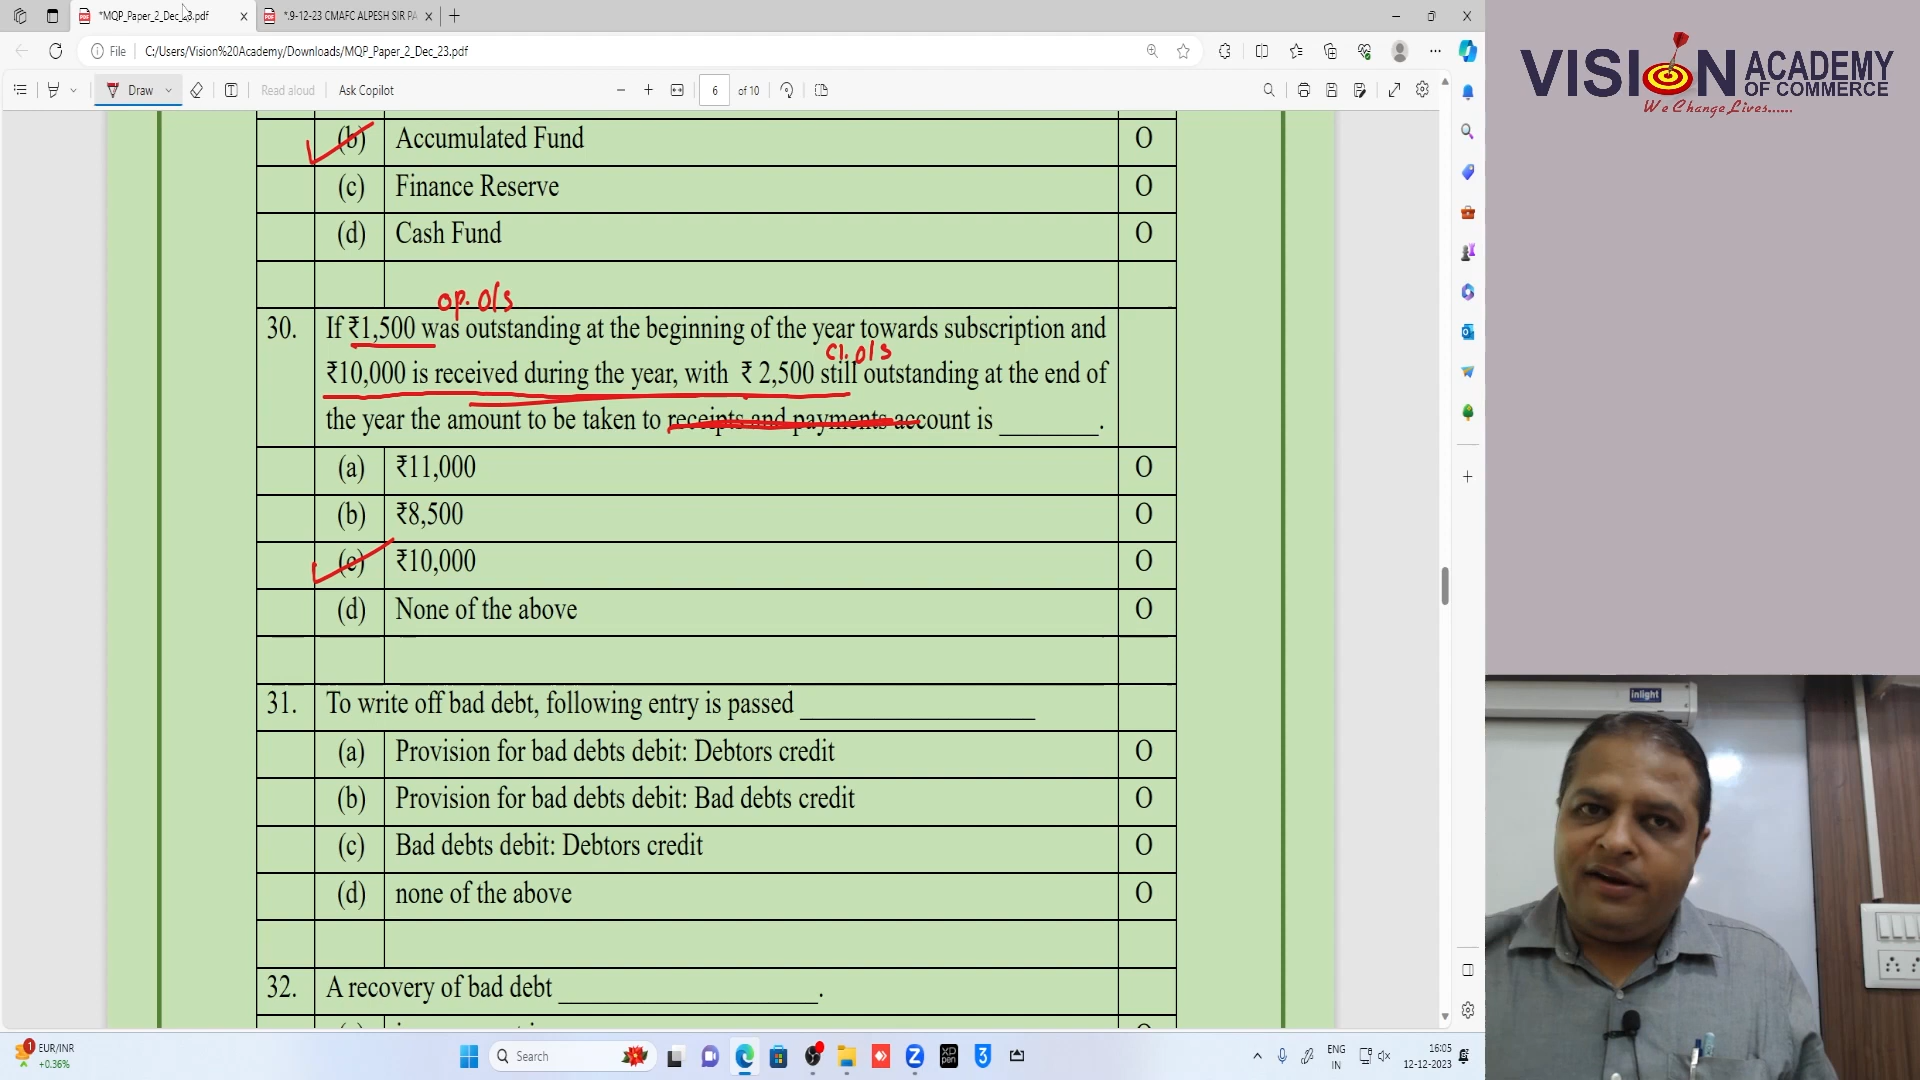 *MQP_Paper_2_Dec_23.pdf
*.9-12-23 CMAFC ALPESH SIR PA
File
C:/Users/Vision%20Academy/Downloads/MQP_Paper_2_Dec_23.pdf
Draw
Read aloud
Ask Copilot
6
of 10
VISION ACADEMY
OF COMMERCE
We Change Lives......
(b) Accumulated Fund O
(c) Finance Reserve O
(d) Cash Fund O
op. o/s
30. If ₹1,500 was outstanding at the beginning of the year towards subscription and
cl. o/s
₹10,000 is received during the year, with ₹ 2,500 still outstanding at the end of
the year the amount to be taken to receipts and payments account is ________.
(a) ₹11,000 O
(b) ₹8,500 O
(c) ₹10,000 O
(d) None of the above O
31. To write off bad debt, following entry is passed ___________________
(a) Provision for bad debts debit: Debtors credit O
(b) Provision for bad debts debit: Bad debts credit O
(c) Bad debts debit: Debtors credit O
(d) none of the above O
32. A recovery of bad debt _____________________.
inlight
1
EUR/INR
+0.36%
Search
XP
pen
ENG
IN
16:05
12-12-2023